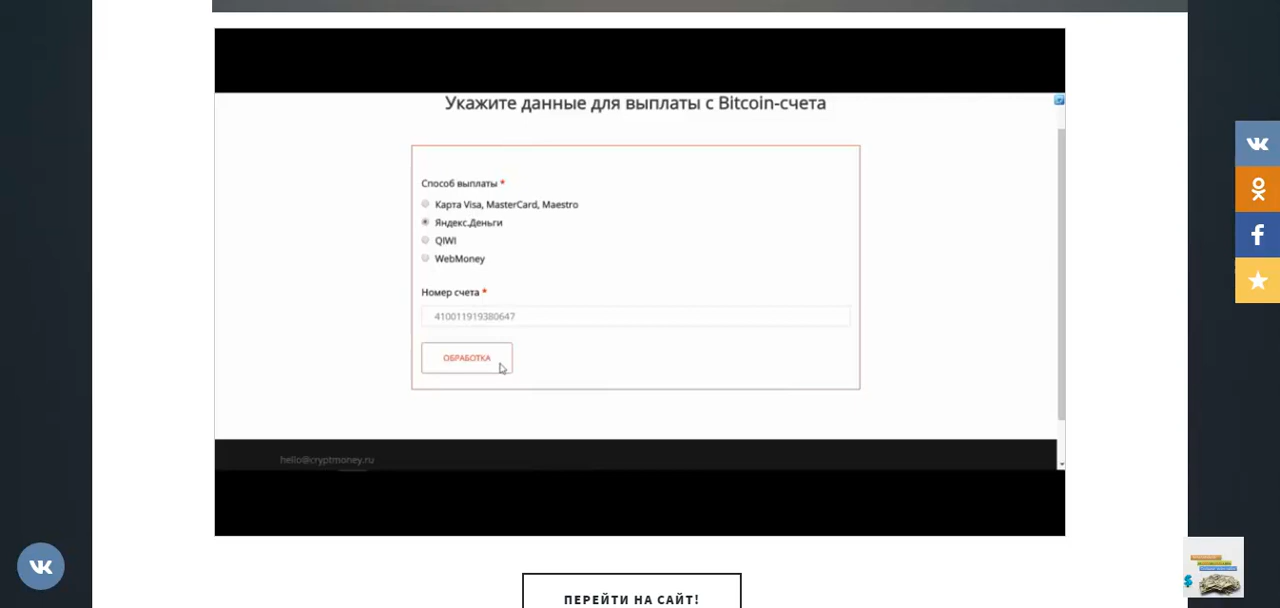 Укажите данные для выплаты с Bitcoin-счета
Способ выплаты *
Карта Visa, MasterCard, Maestro
Яндекс.Деньги
QIWI
WebMoney
Номер счета *
410011919380647
ОБРАБОТКА
hello@cryptmoney.ru
ПЕРЕЙТИ НА САЙТ!